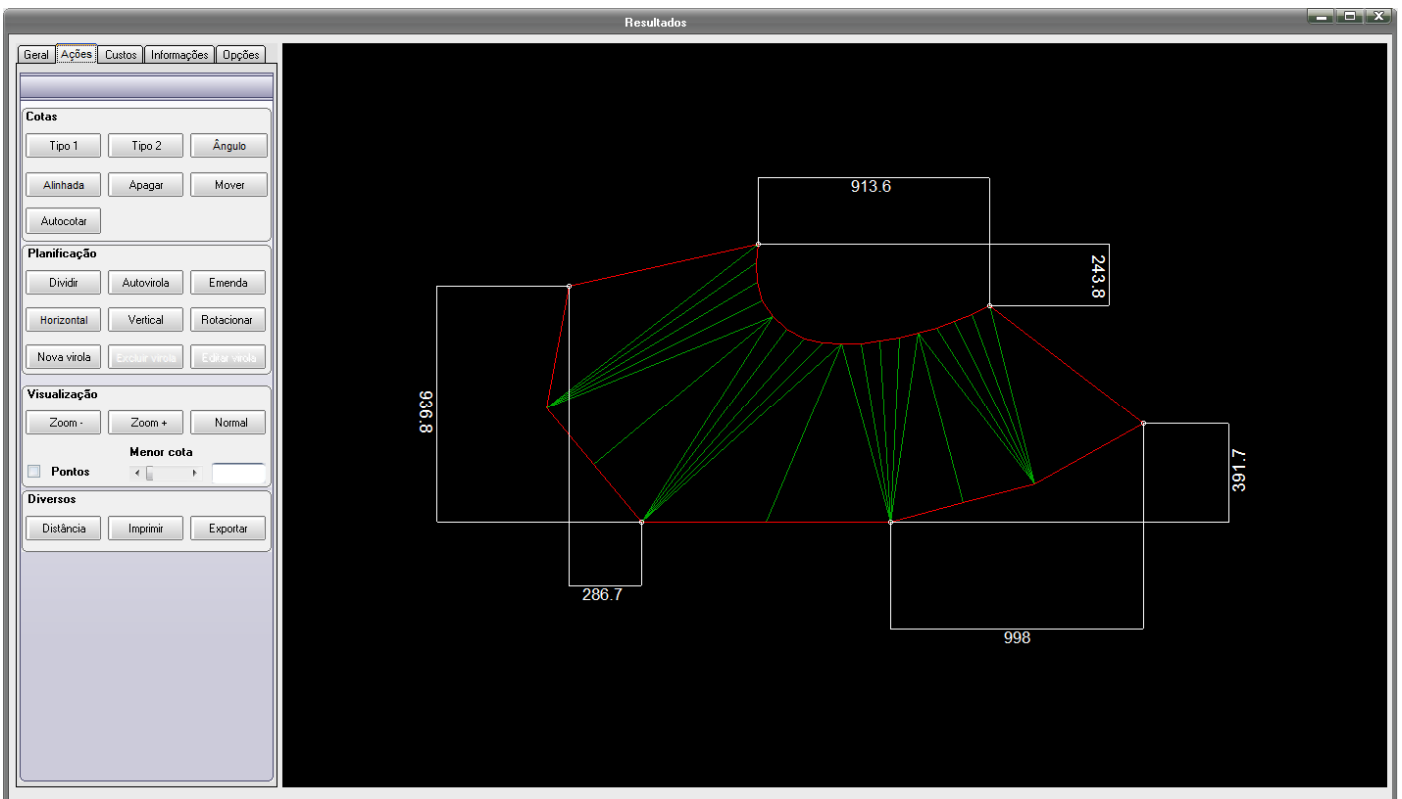 Resultados
Geral Ações Custos Informações Opções
Cotas
Tipo 1 Tipo 2 Ângulo
Alinhada Apagar Mover
Autocotar
Planificação
Dividir Autovirola Emenda
Horizontal Vertical Rotacionar
Nova virola Excluir virola Editar virola
Visualização
Zoom - Zoom + Normal
Menor cota
Pontos
Diversos
Distância Imprimir Exportar
913.6
243.8
936.8
391.7
286.7
998